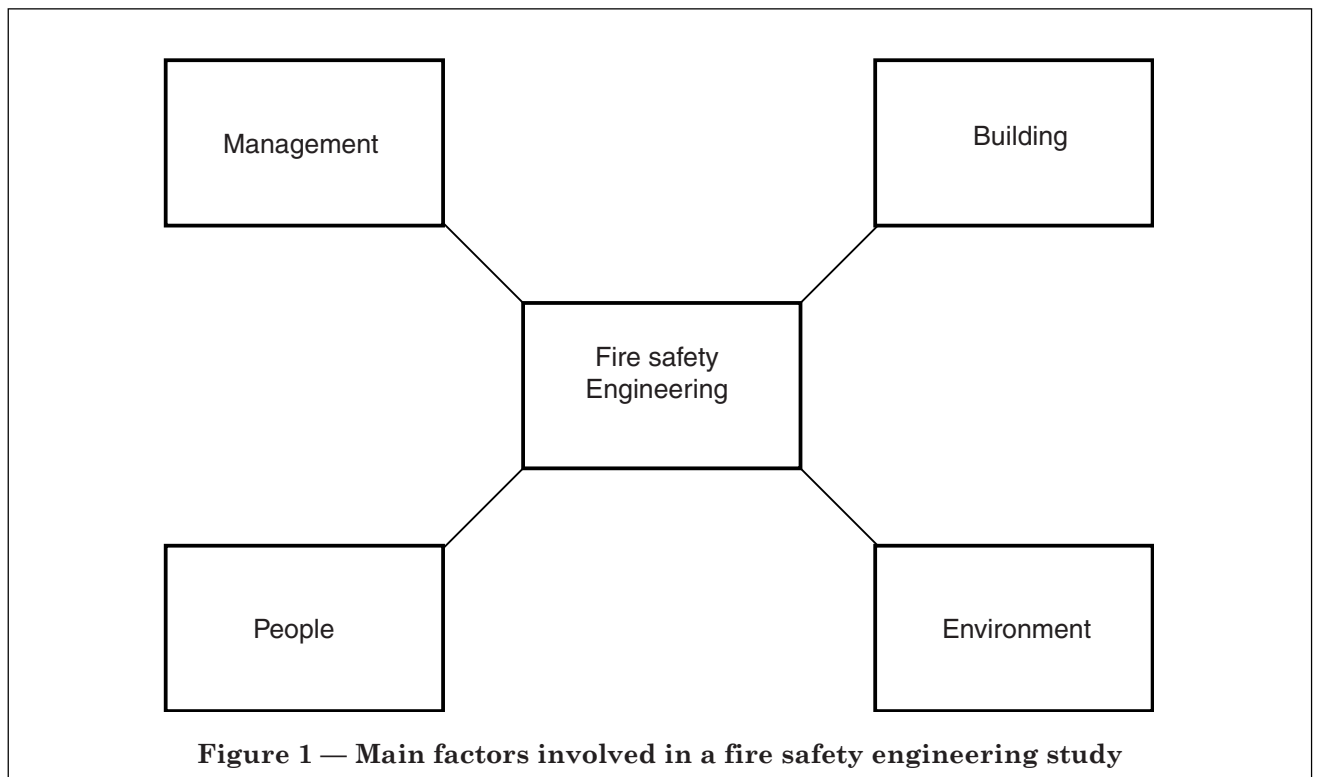 Management
Building
Fire safety
Engineering
People
Environment
Figure 1 — Main factors involved in a fire safety engineering study